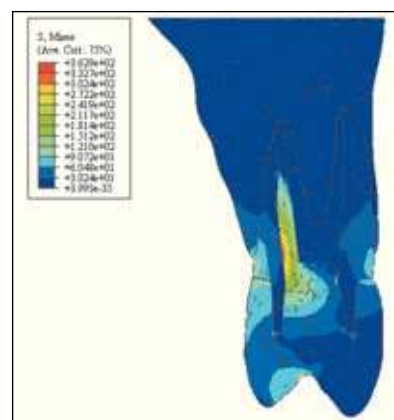 S, Mises
(Ave. Crit.: 75%)
+3.628e+02
+3.327e+02
+3.024e+02
+2.722e+02
+2.419e+02
+2.117e+02
+1.814e+02
+1.512e+02
+1.210e+02
+9.072e+01
+6.048e+01
+3.024e+01